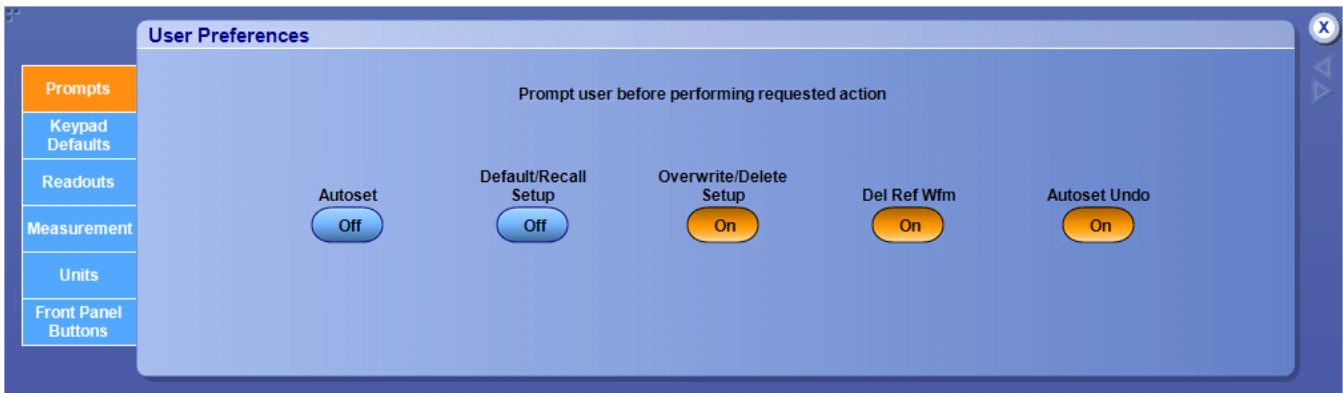 User Preferences
X
Prompts
Keypad
Defaults
Readouts
Measurement
Units
Front Panel
Buttons
Prompt user before performing requested action
Autoset
Off
Default/Recall
Setup
Off
Overwrite/Delete
Setup
On
Del Ref Wfm
On
Autoset Undo
On